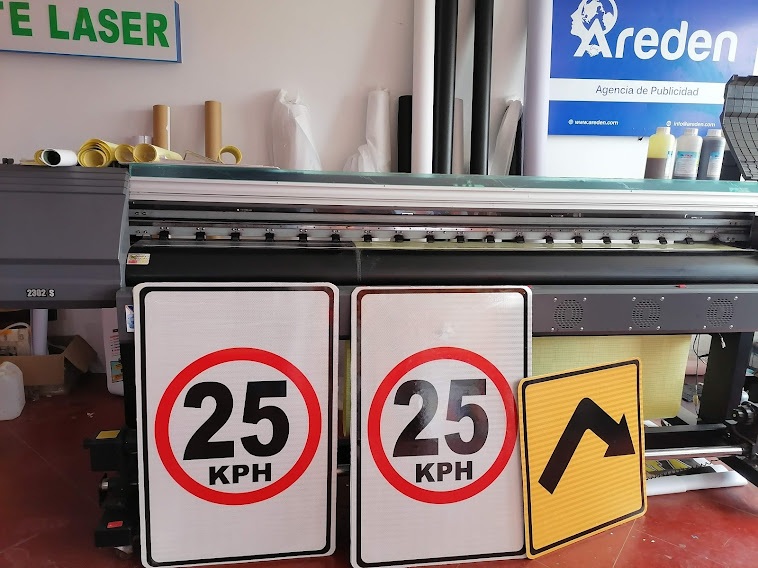 TE LASER
Areden
Agencia de Publicidad
www.areden.com
info@areden.com
2302 S
25
KPH
25
KPH